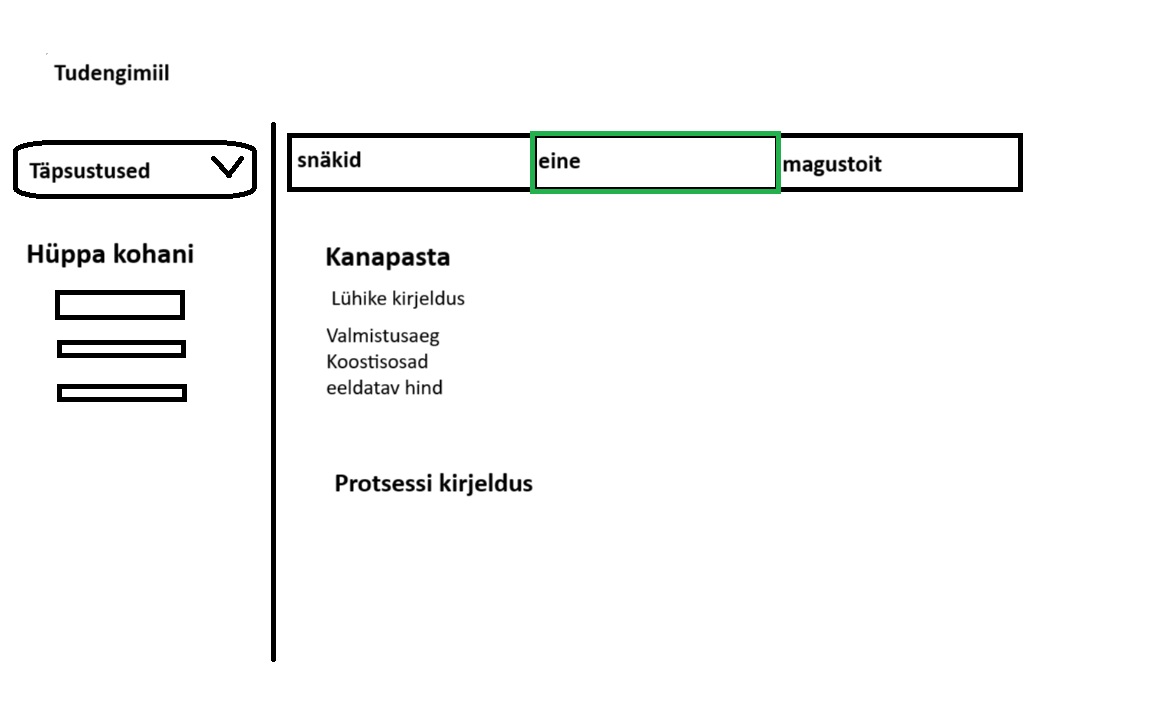 Tudengimiil
Täpsustused
Hüppa kohani
snäkid
eine
magustoit
Kanapasta
Lühike kirjeldus
Valmistusaeg
Koostisosad
eeldatav hind
Protsessi kirjeldus